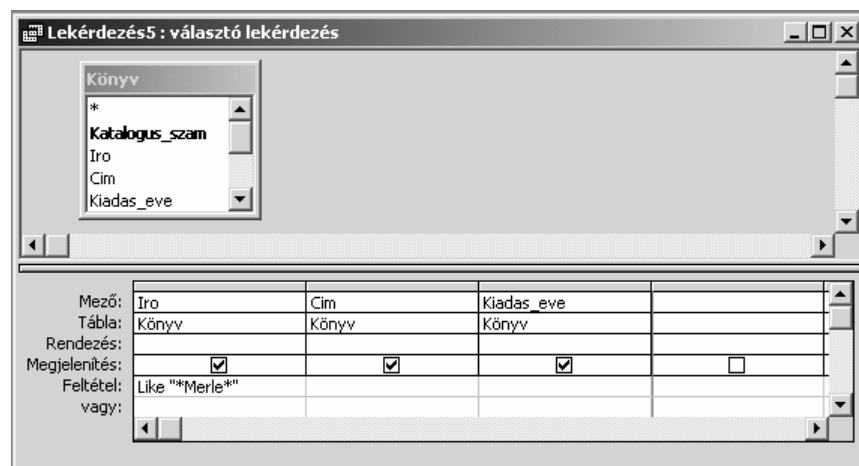 Lekérdezés5 : választó lekérdezés
Könyv
*
Katalogus_szam
Iro
Cim
Kiadas_eve
Mező: Iro Cim Kiadas_eve
Tábla: Könyv Könyv Könyv
Rendezés:
Megjelenítés:
Feltétel: Like "*Merle*"
vagy: